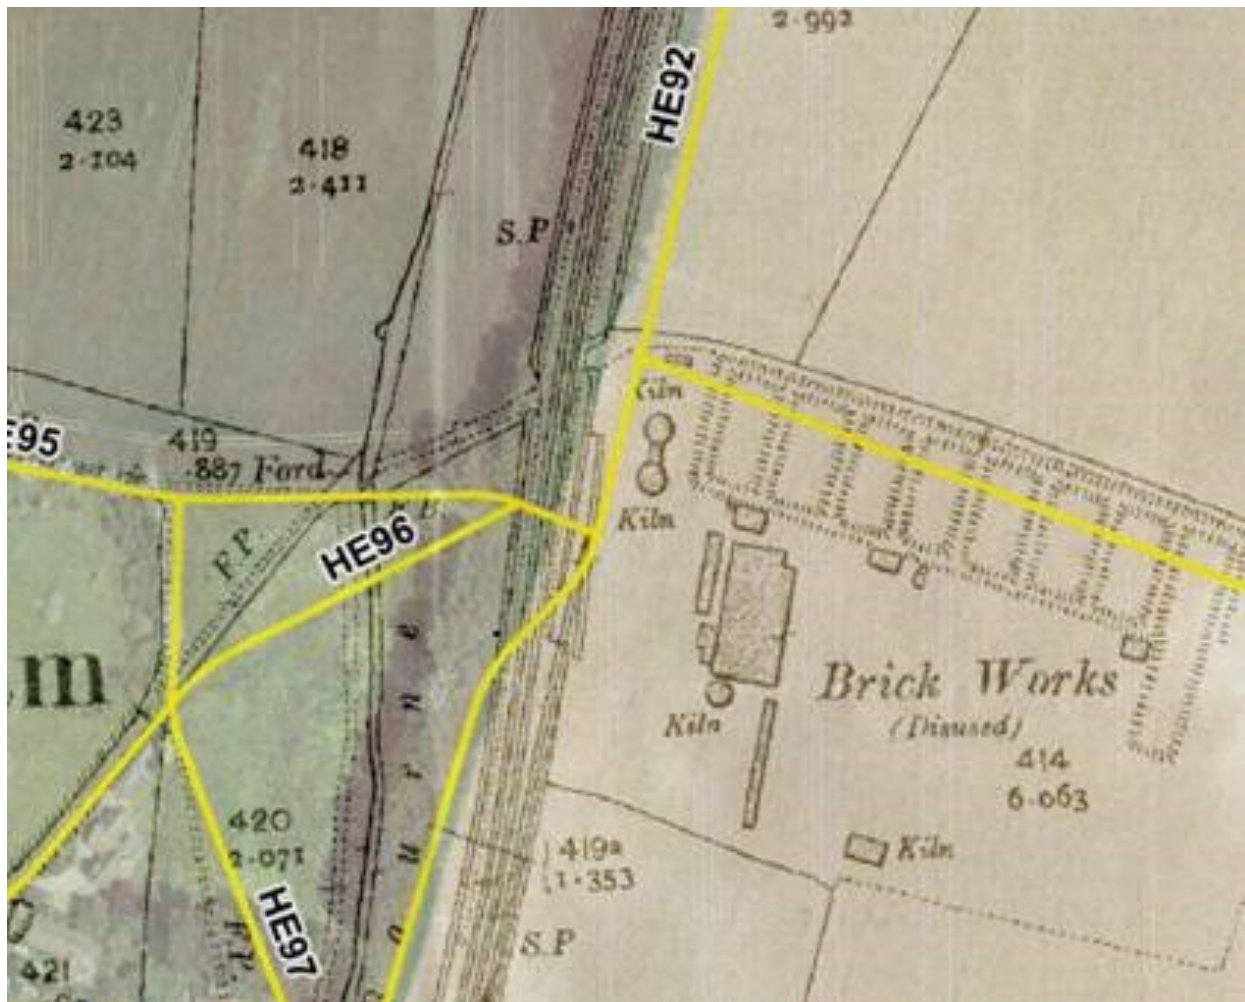 2·992
HE92
423
2·104
418
2·411
S.P
Kiln
E95
419
·887 Ford
Kiln
F P
HE96
m
Brick Works
(Disused)
Kiln
414
6·063
n
r
u
420
2·071
419a
1·353
Kiln
HE97
F.P.
S.P
421